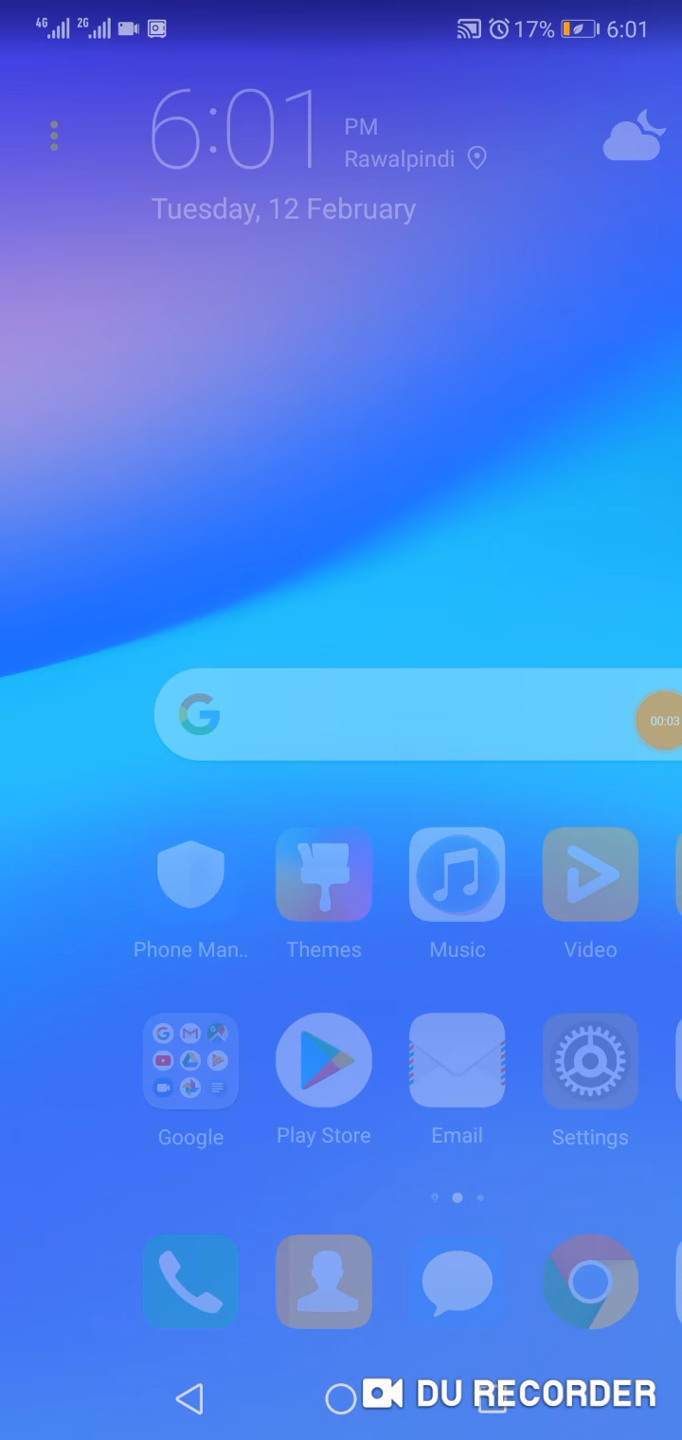 4G 2G 17% 6:01
6:01 PM
Rawalpindi
Tuesday, 12 February
G
00:03
Phone Man.. Themes Music Video
Google Play Store Email Settings
DU RECORDER